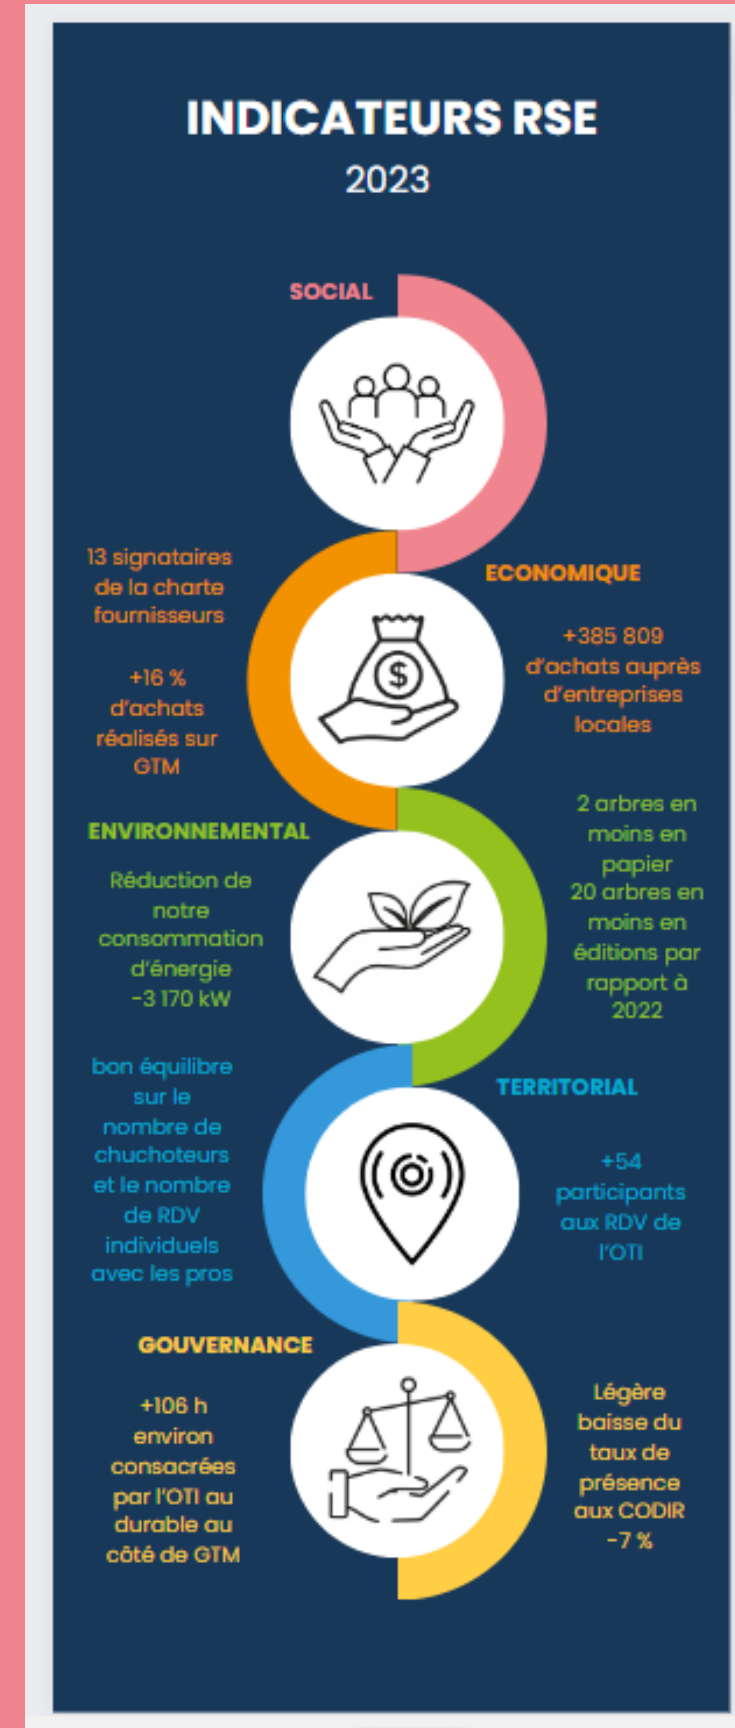 INDICATEURS RSE
2023
SOCIAL
13 signataires
de la charte
fournisseurs
+16 %
d'achats
réalisés sur
GTM
ECONOMIQUE
+385 809
d'achats auprès
d'entreprises
locales
$
ENVIRONNEMENTAL
Réduction de
notre
consommation
d'énergie
-3 170 kW
2 arbres en
moins en
papier
20 arbres en
moins en
éditions par
rapport à
2022
bon équilibre
sur le
nombre de
chuchoteurs
et le nombre
de RDV
individuels
avec les pros
TERRITORIAL
+54
participants
aux RDV de
l'OTI
GOUVERNANCE
+106 h
environ
consacrées
par l'OTI au
durable au
côté de GTM
Légère
baisse du
taux de
présence
aux CODIR
-7 %